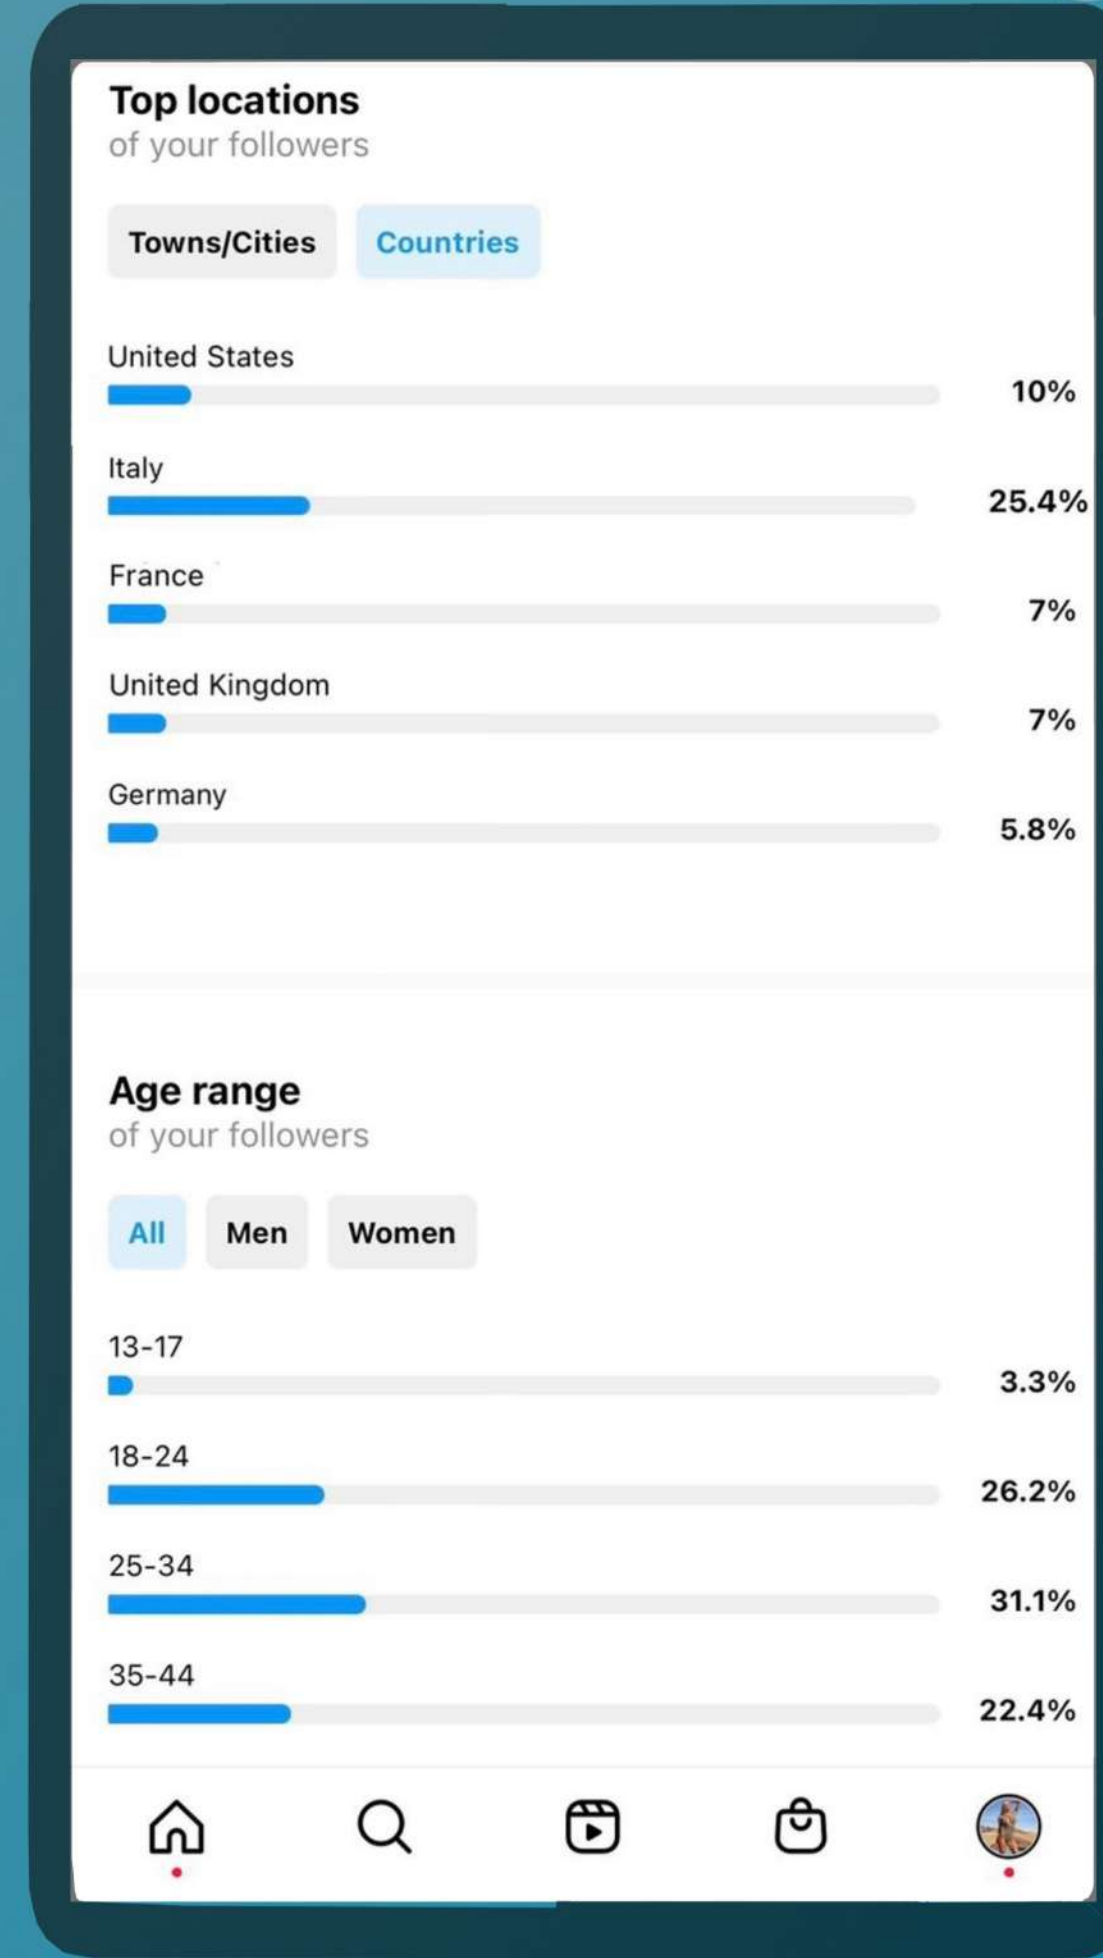 Top locations
of your followers
Towns/Cities Countries
United States
10%
Italy
25.4%
France
7%
United Kingdom
7%
Germany
5.8%
Age range
of your followers
All Men Women
13-17
3.3%
18-24
26.2%
25-34
31.1%
35-44
22.4%